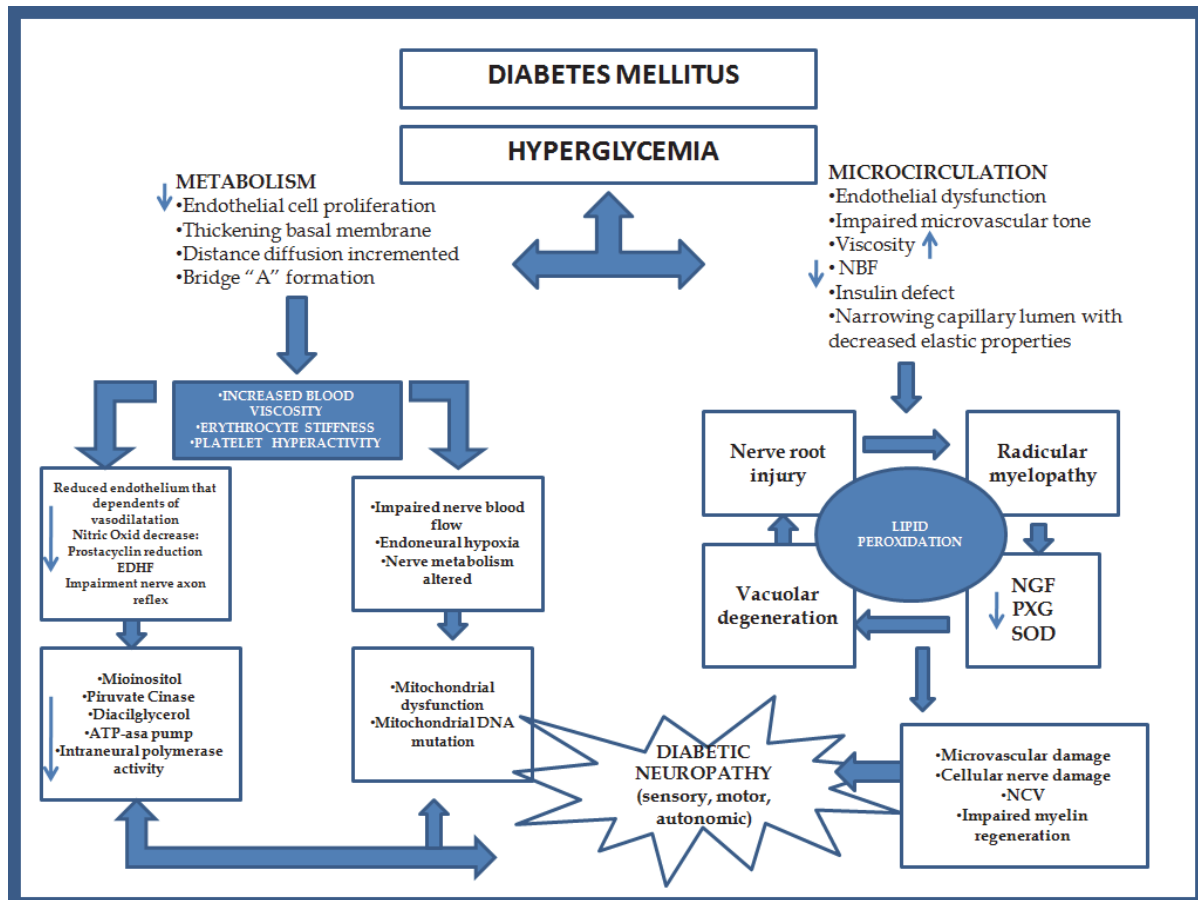 DIABETES MELLITUS
HYPERGLYCEMIA
METABOLISM
•Endothelial cell proliferation
•Thickening basal membrane
•Distance diffusion incremented
•Bridge “A” formation
MICROCIRCULATION
•Endothelial dysfunction
•Impaired microvascular tone
•Viscosity
• NBF
•Insulin defect
•Narrowing capillary lumen with
decreased elastic properties
•INCREASED BLOOD
VISCOSITY
•ERYTHROCYTE STIFFNESS
•PLATELET HYPERACTIVITY
Reduced endothelium that
dependents of
vasodilatation
Nitric Oxid decrease:
Prostacyclin reduction
EDHF
Impairment nerve axon
reflex
•Impaired nerve blood
flow
•Endoneural hypoxia
•Nerve metabolism
altered
Nerve root
injury
Radicular
myelopathy
LIPID
PEROXIDATION
Vacuolar
degeneration
NGF
PXG
SOD
•Mioinositol
•Piruvate Cinase
•Diacilglycerol
•ATP-asa pump
•Intraneural polymerase
activity
•Mitochondrial
dysfunction
•Mitochondrial DNA
mutation
DIABETIC
NEUROPATHY
(sensory, motor,
autonomic)
•Microvascular damage
•Cellular nerve damage
•NCV
•Impaired myelin
regeneration